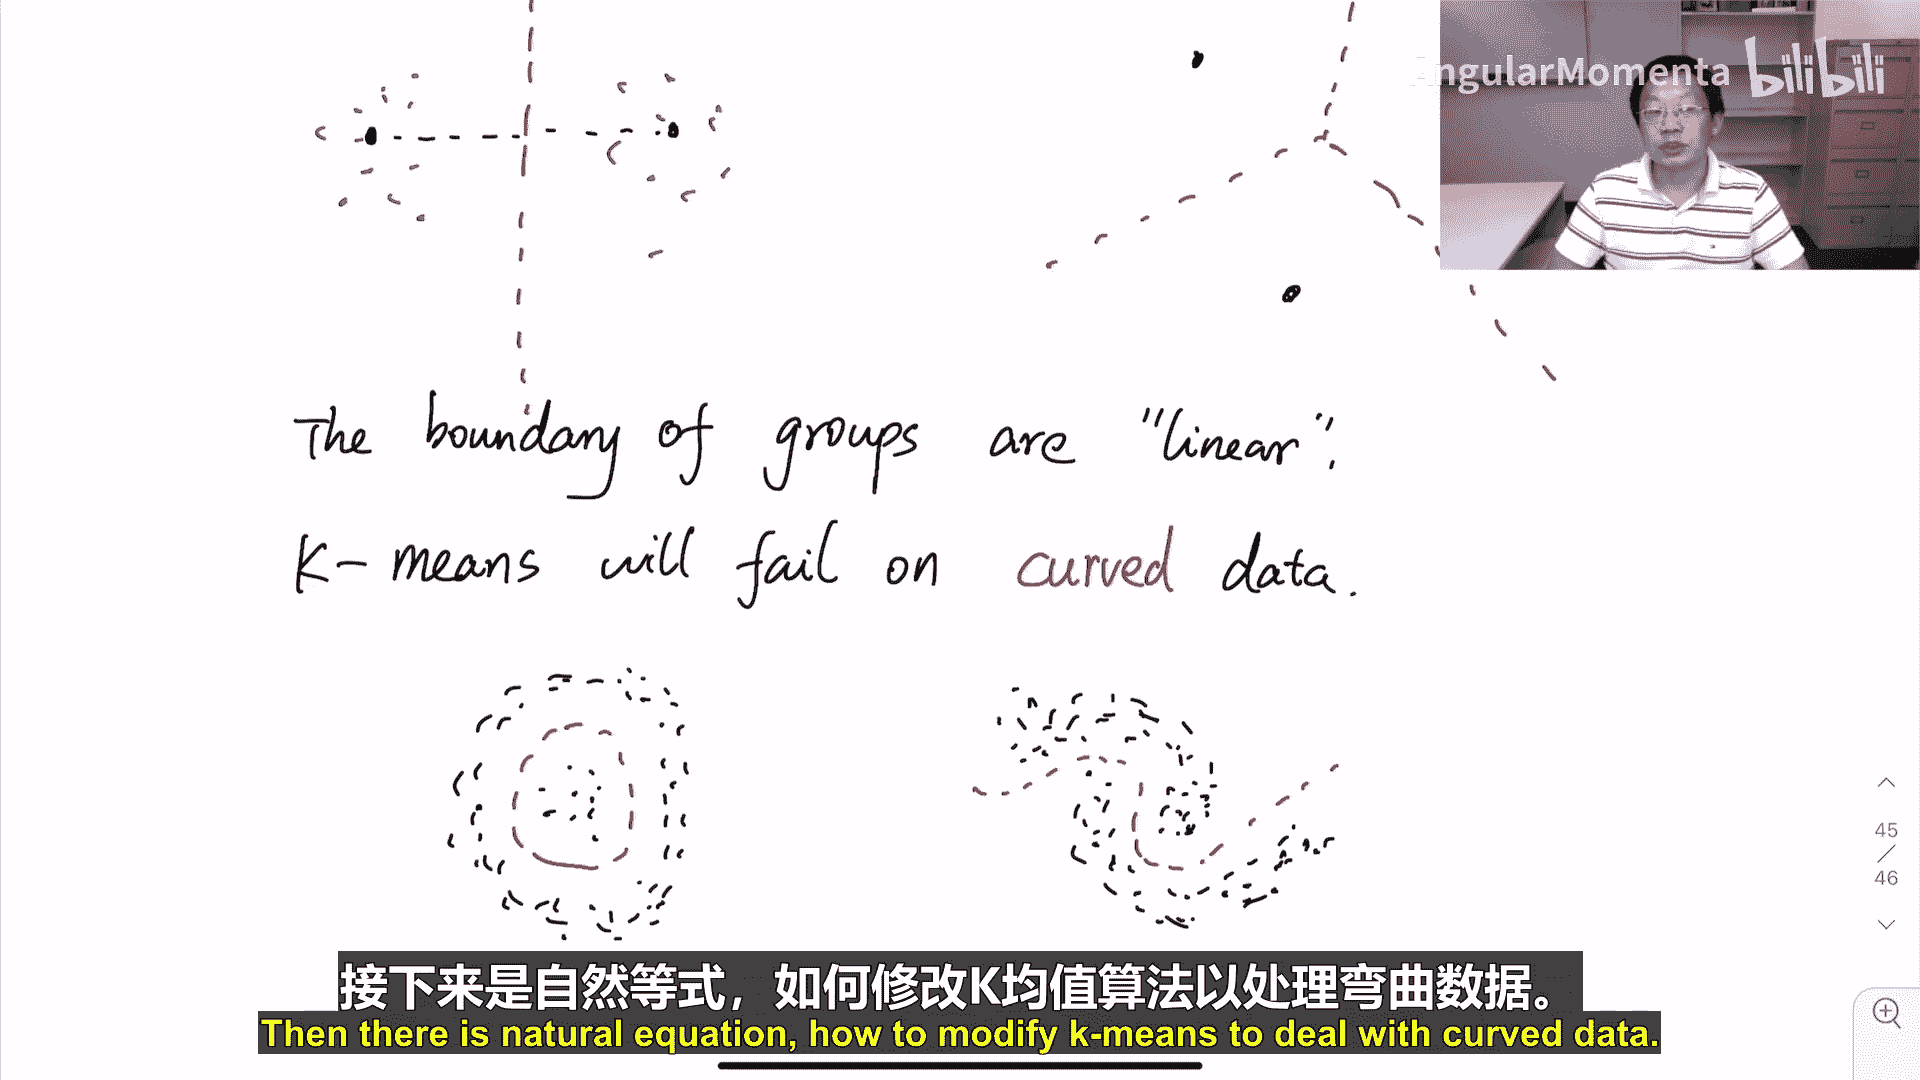 AngularMomenta bilibili
The boundary of groups are "linear".
K-means will fail on curved data.
45
46
接下来是自然等式，如何修改K均值算法以处理弯曲数据。
Then there is natural equation, how to modify k-means to deal with curved data.